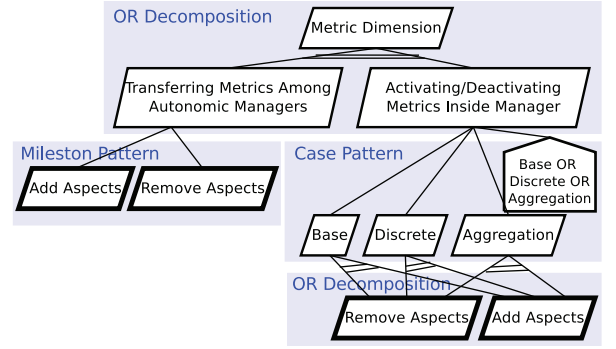 OR Decomposition
Metric Dimension
Transferring Metrics Among
Autonomic Managers
Activating/Deactivating
Metrics Inside Manager
Mileston Pattern
Add Aspects
Remove Aspects
Case Pattern
Base OR
Discrete OR
Aggregation
Base
Discrete
Aggregation
OR Decomposition
Remove Aspects
Add Aspects